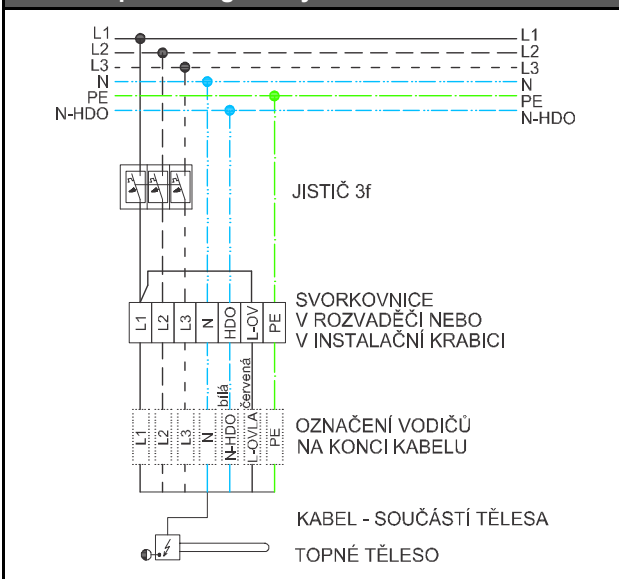 L1 L1
L2 L2
L3 L3
N N
PE PE
N-HDO N-HDO
JISTIČ 3f
L1 L2 L3 N HDO L-OV PE
SVORKOVNICE
V ROZVADĚČI NEBO
V INSTALAČNÍ KRABICI
bílá červená
L1 L2 L3 N N-HDO L-OVLA PE
OZNAČENÍ VODIČŮ
NA KONCI KABELU
KABEL - SOUČÁSTÍ TĚLESA
TOPNÉ TĚLESO